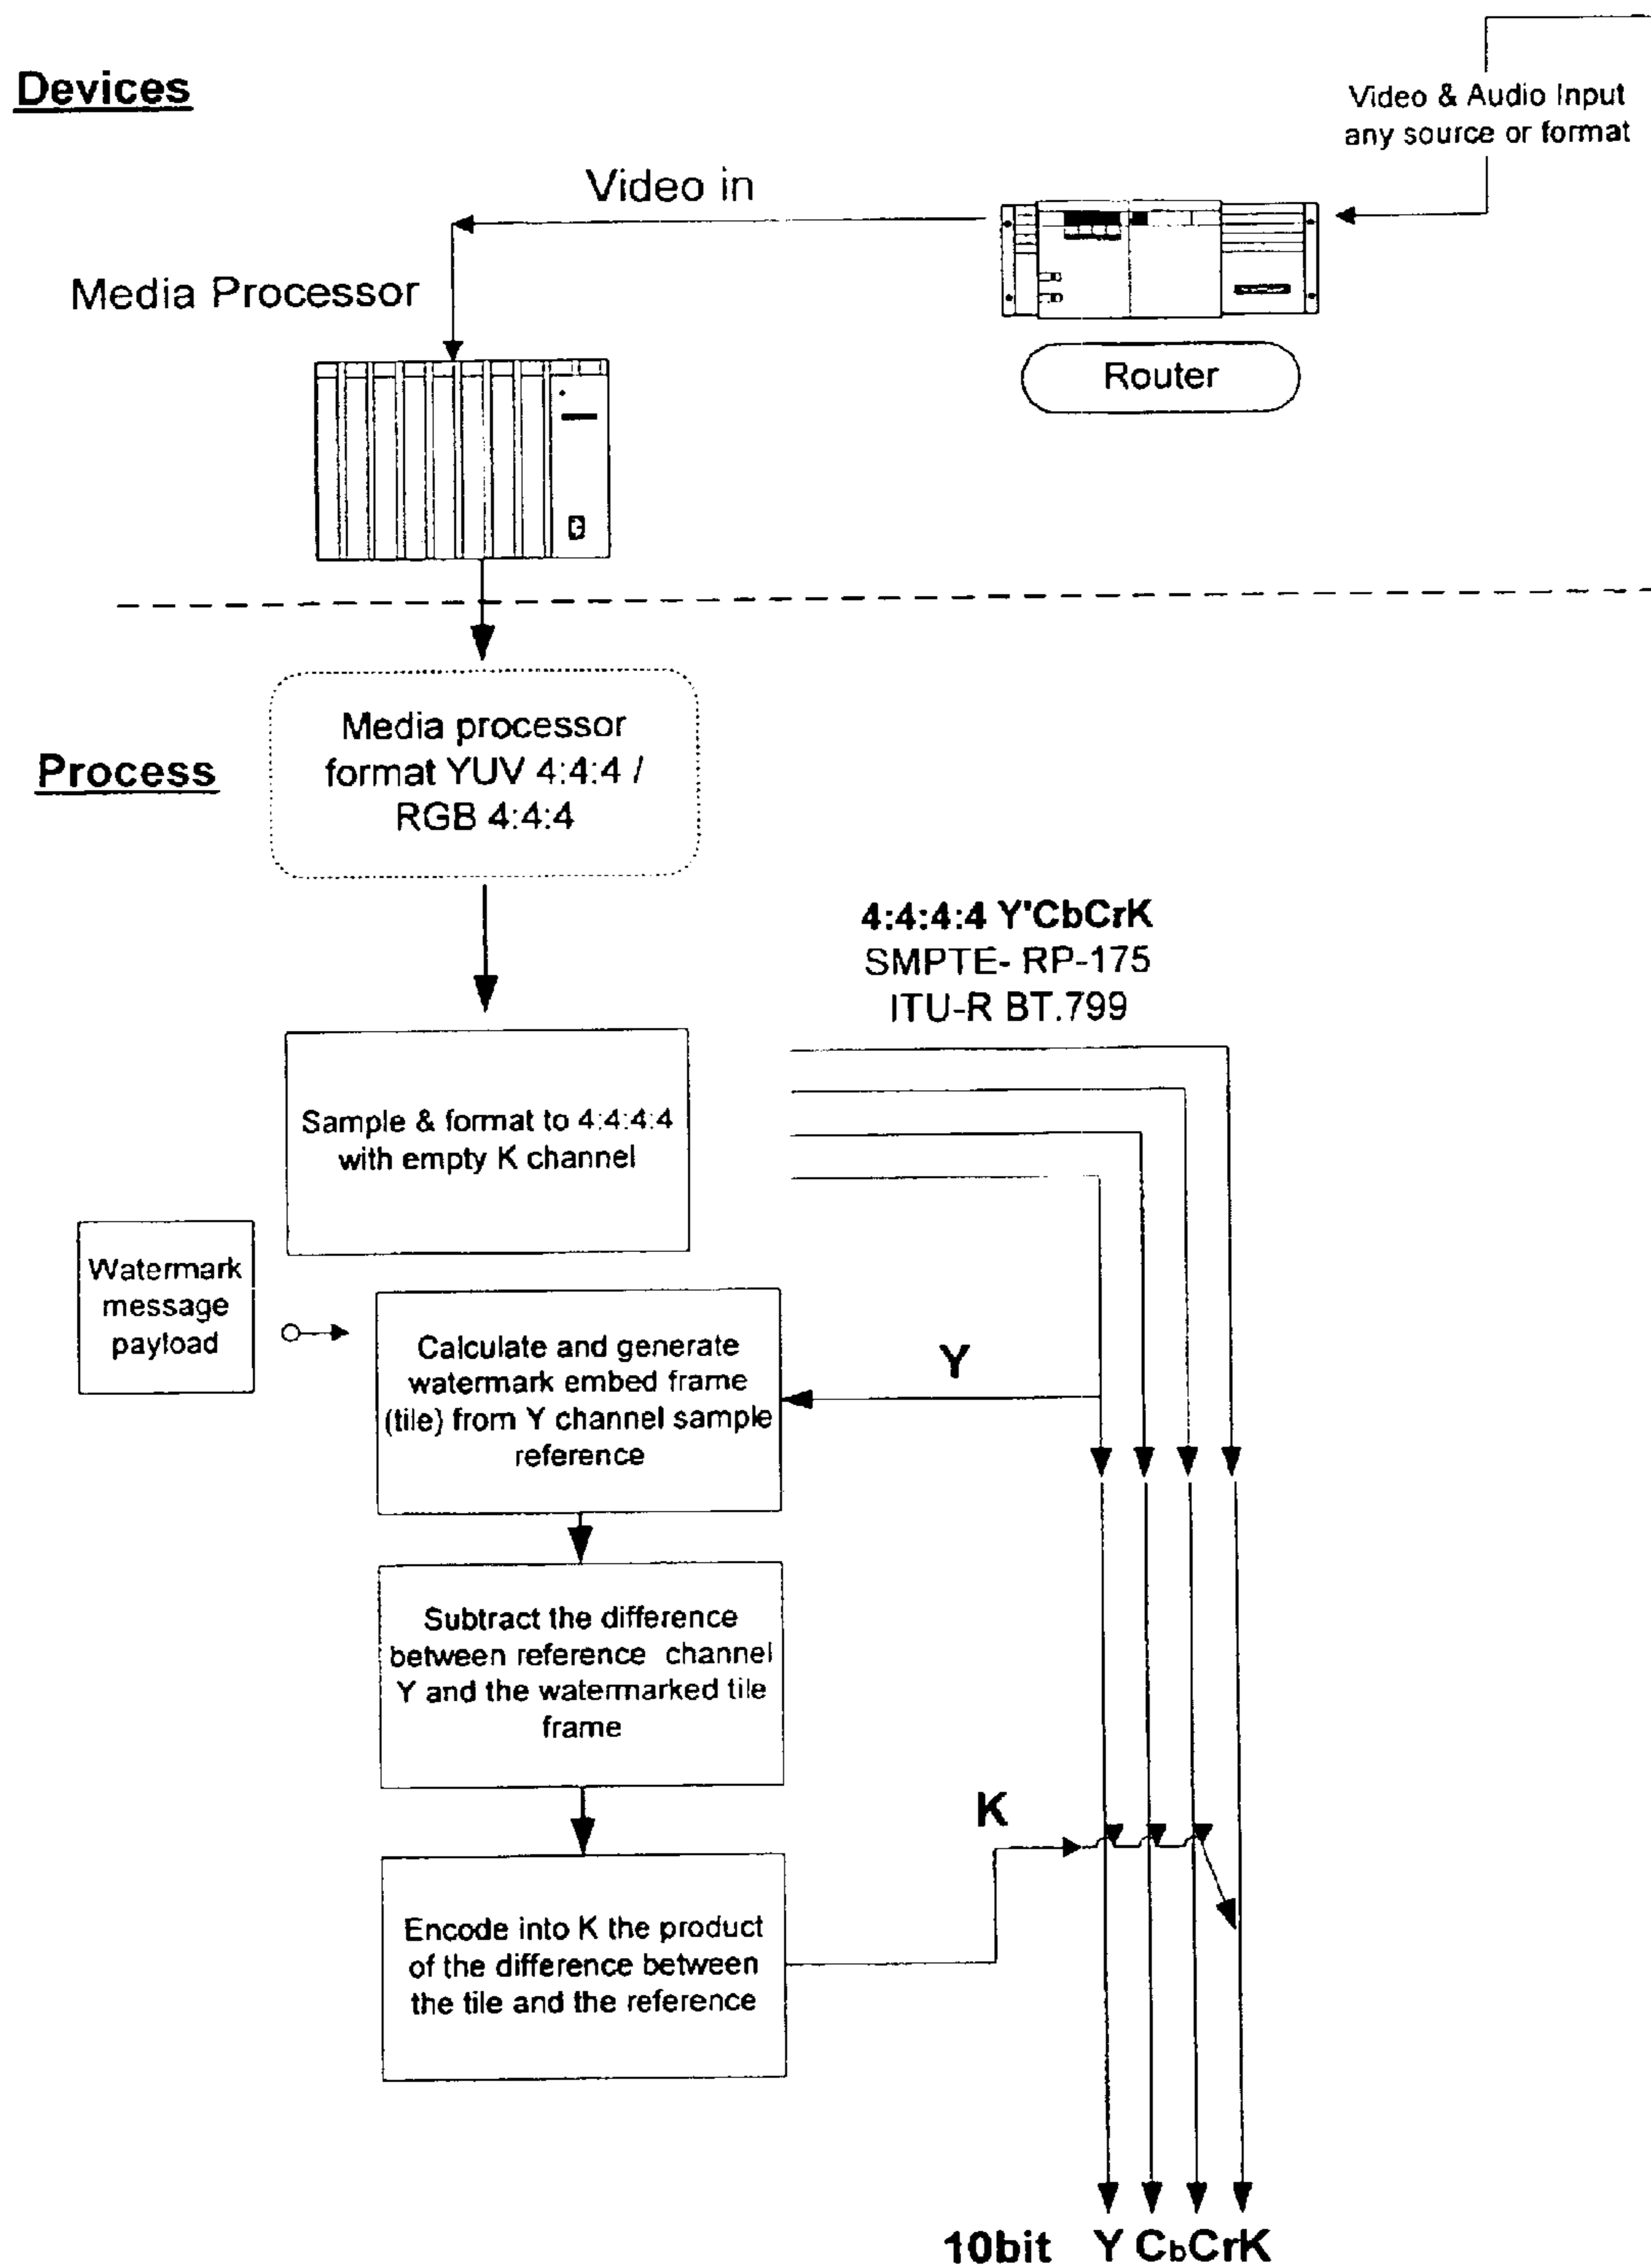 Devices
Video & Audio Input
any source or format
Video in
Media Processor
Router
Process
Media processor
format YUV 4:4:4 /
RGB 4:4:4
4:4:4:4 Y'CbCrK
SMPTE- RP-175
ITU-R BT.799
Sample & format to 4:4:4:4
with empty K channel
Watermark
message
payload
Calculate and generate
watermark embed frame
(tile) from Y channel sample
reference
Y
Subtract the difference
between reference channel
Y and the watermarked tile
frame
K
Encode into K the product
of the difference between
the tile and the reference
10bit Y CbCrK